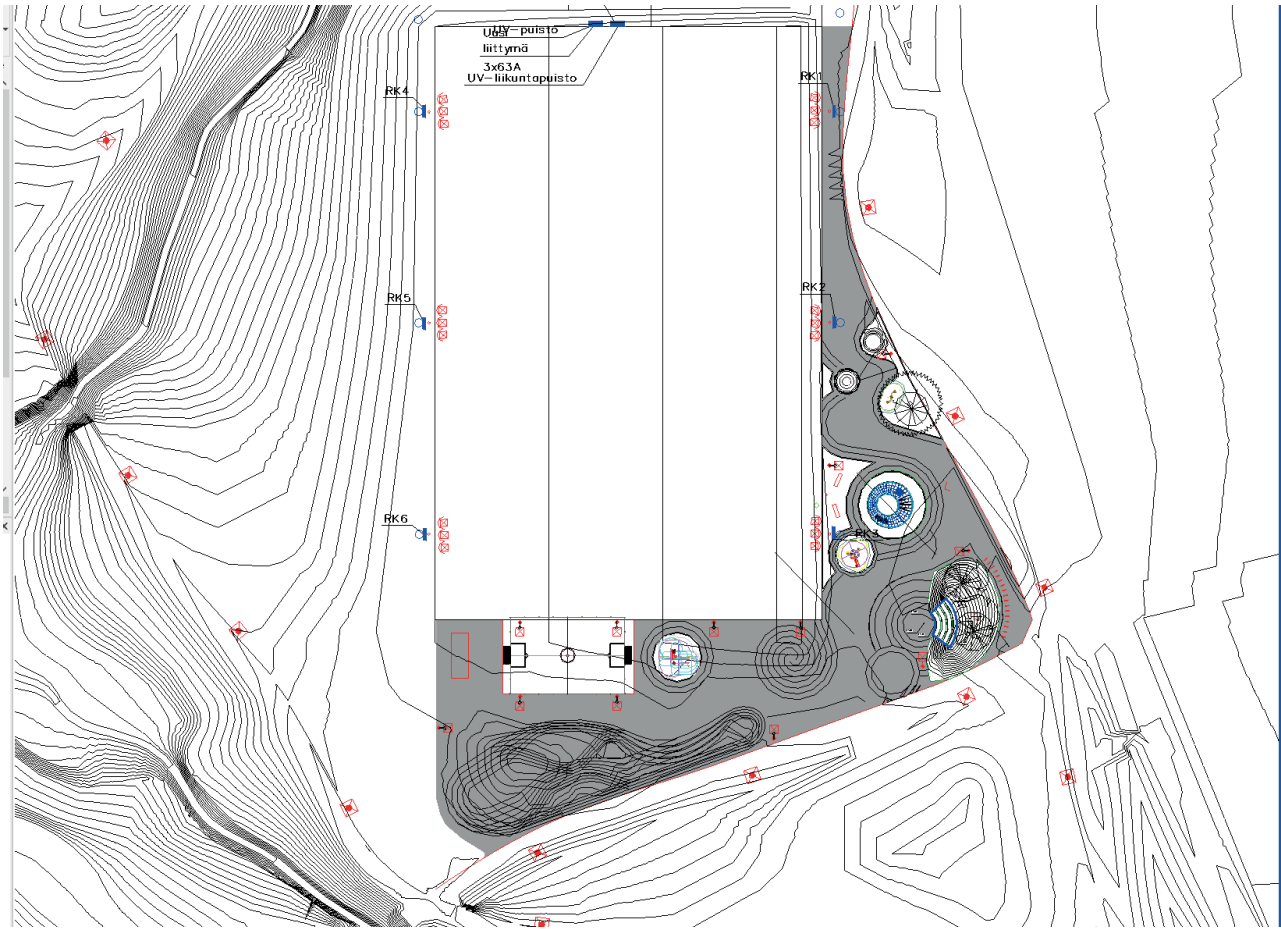 UV-puisto
Uusi
liittymä
3x63A
UV-liikuntapuisto
RK4
RK1
RK5
RK2
RK6
RK3